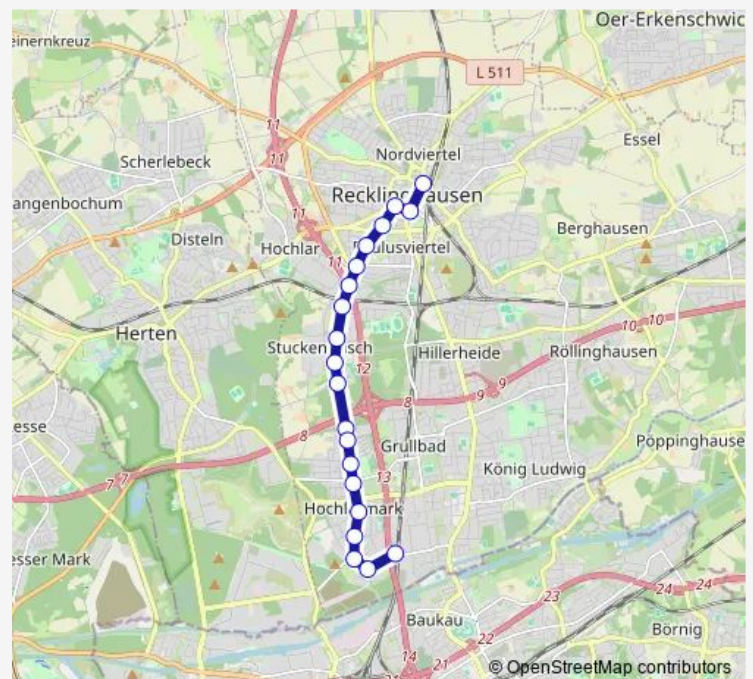 Oer-Erkenschwic
einernkreuz
L 511
11
11
Essel
Nordviertel
Scherlebeck
Recklinghausen
angenbochum
11
Berghausen
Disteln
Hochlar
Paulusviertel
11
10 10
Herten
Stuckenbusch
Hillerheide
Röllinghausen
12
9
9
8
8
esse
Grullbad
Pöppinghause
König Ludwig
7
7
13
Hochlarmark
esser Mark
24
24
23
Baukau
22
Börnig
14
21
© OpenStreetMap contributors